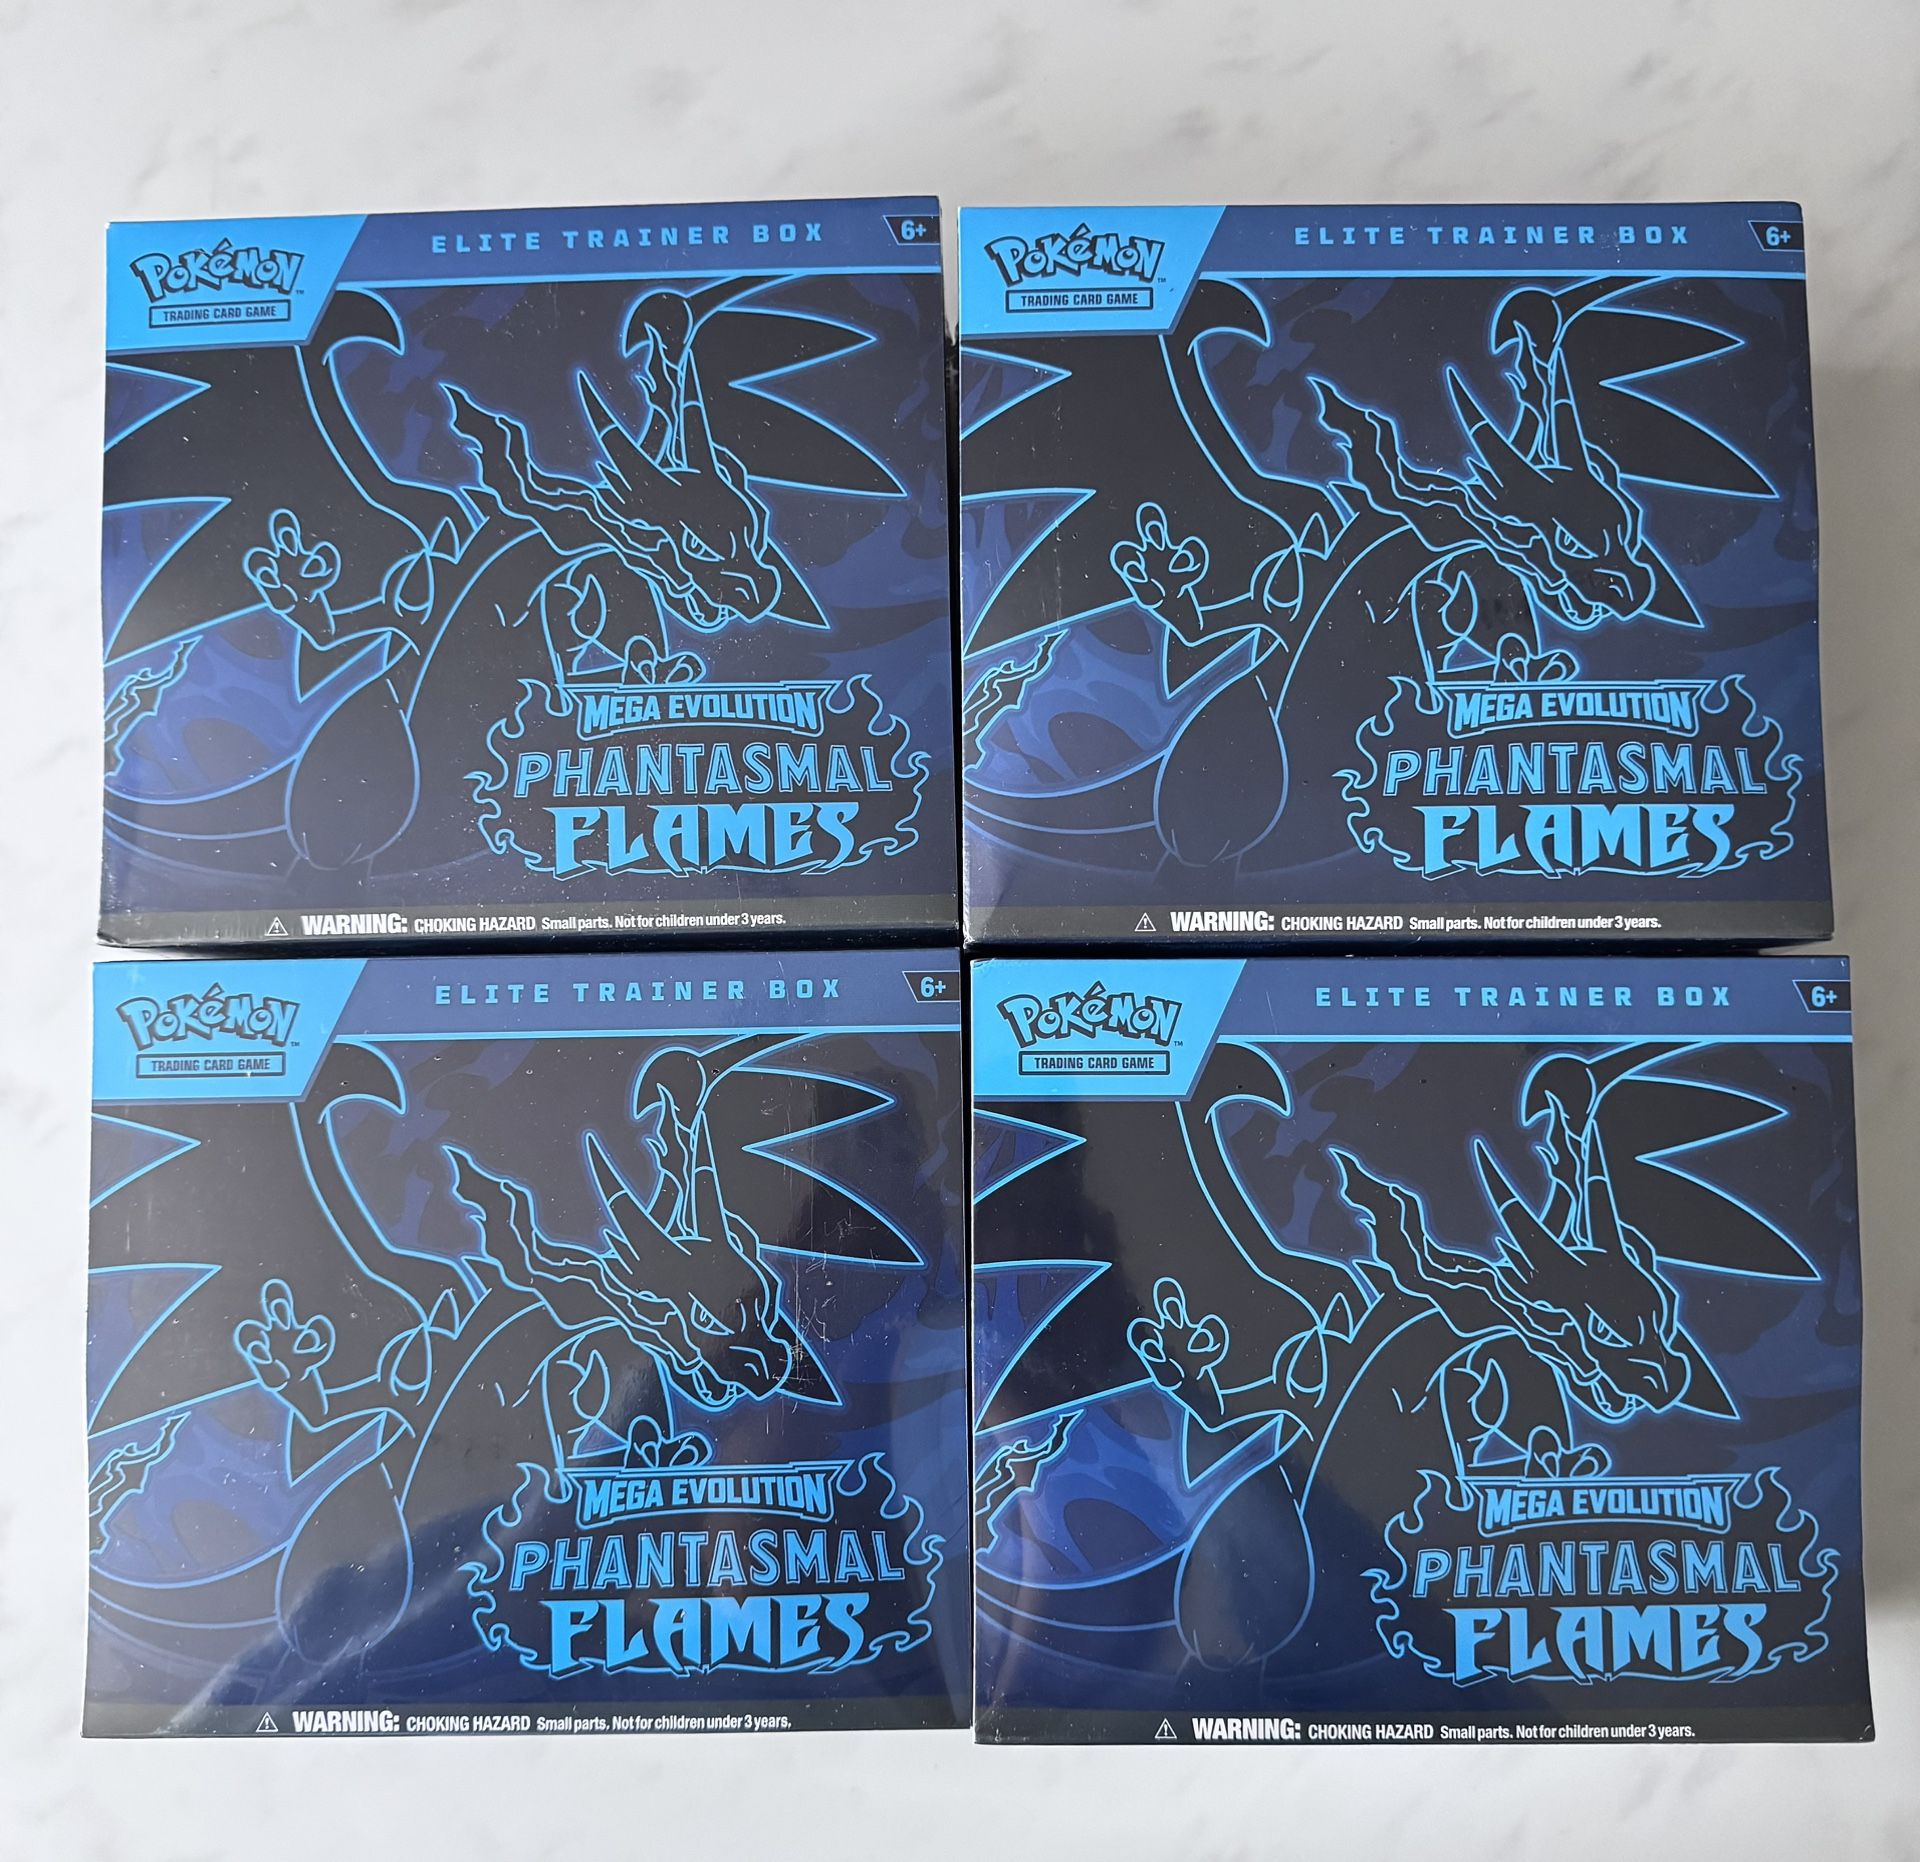 POKéMON™
TRADING CARD GAME
ELITE TRAINER BOX
6+
MEGA EVOLUTION
PHANTASMAL
FLAMES
WARNING: CHOKING HAZARD Small parts. Not for children under 3 years.
POKéMON™
TRADING CARD GAME
ELITE TRAINER BOX
6+
MEGA EVOLUTION
PHANTASMAL
FLAMES
WARNING: CHOKING HAZARD Small parts. Not for children under 3 years.
POKéMON™
TRADING CARD GAME
ELITE TRAINER BOX
6+
MEGA EVOLUTION
PHANTASMAL
FLAMES
WARNING: CHOKING HAZARD Small parts. Not for children under 3 years.
POKéMON™
TRADING CARD GAME
ELITE TRAINER BOX
6+
MEGA EVOLUTION
PHANTASMAL
FLAMES
WARNING: CHOKING HAZARD Small parts. Not for children under 3 years.